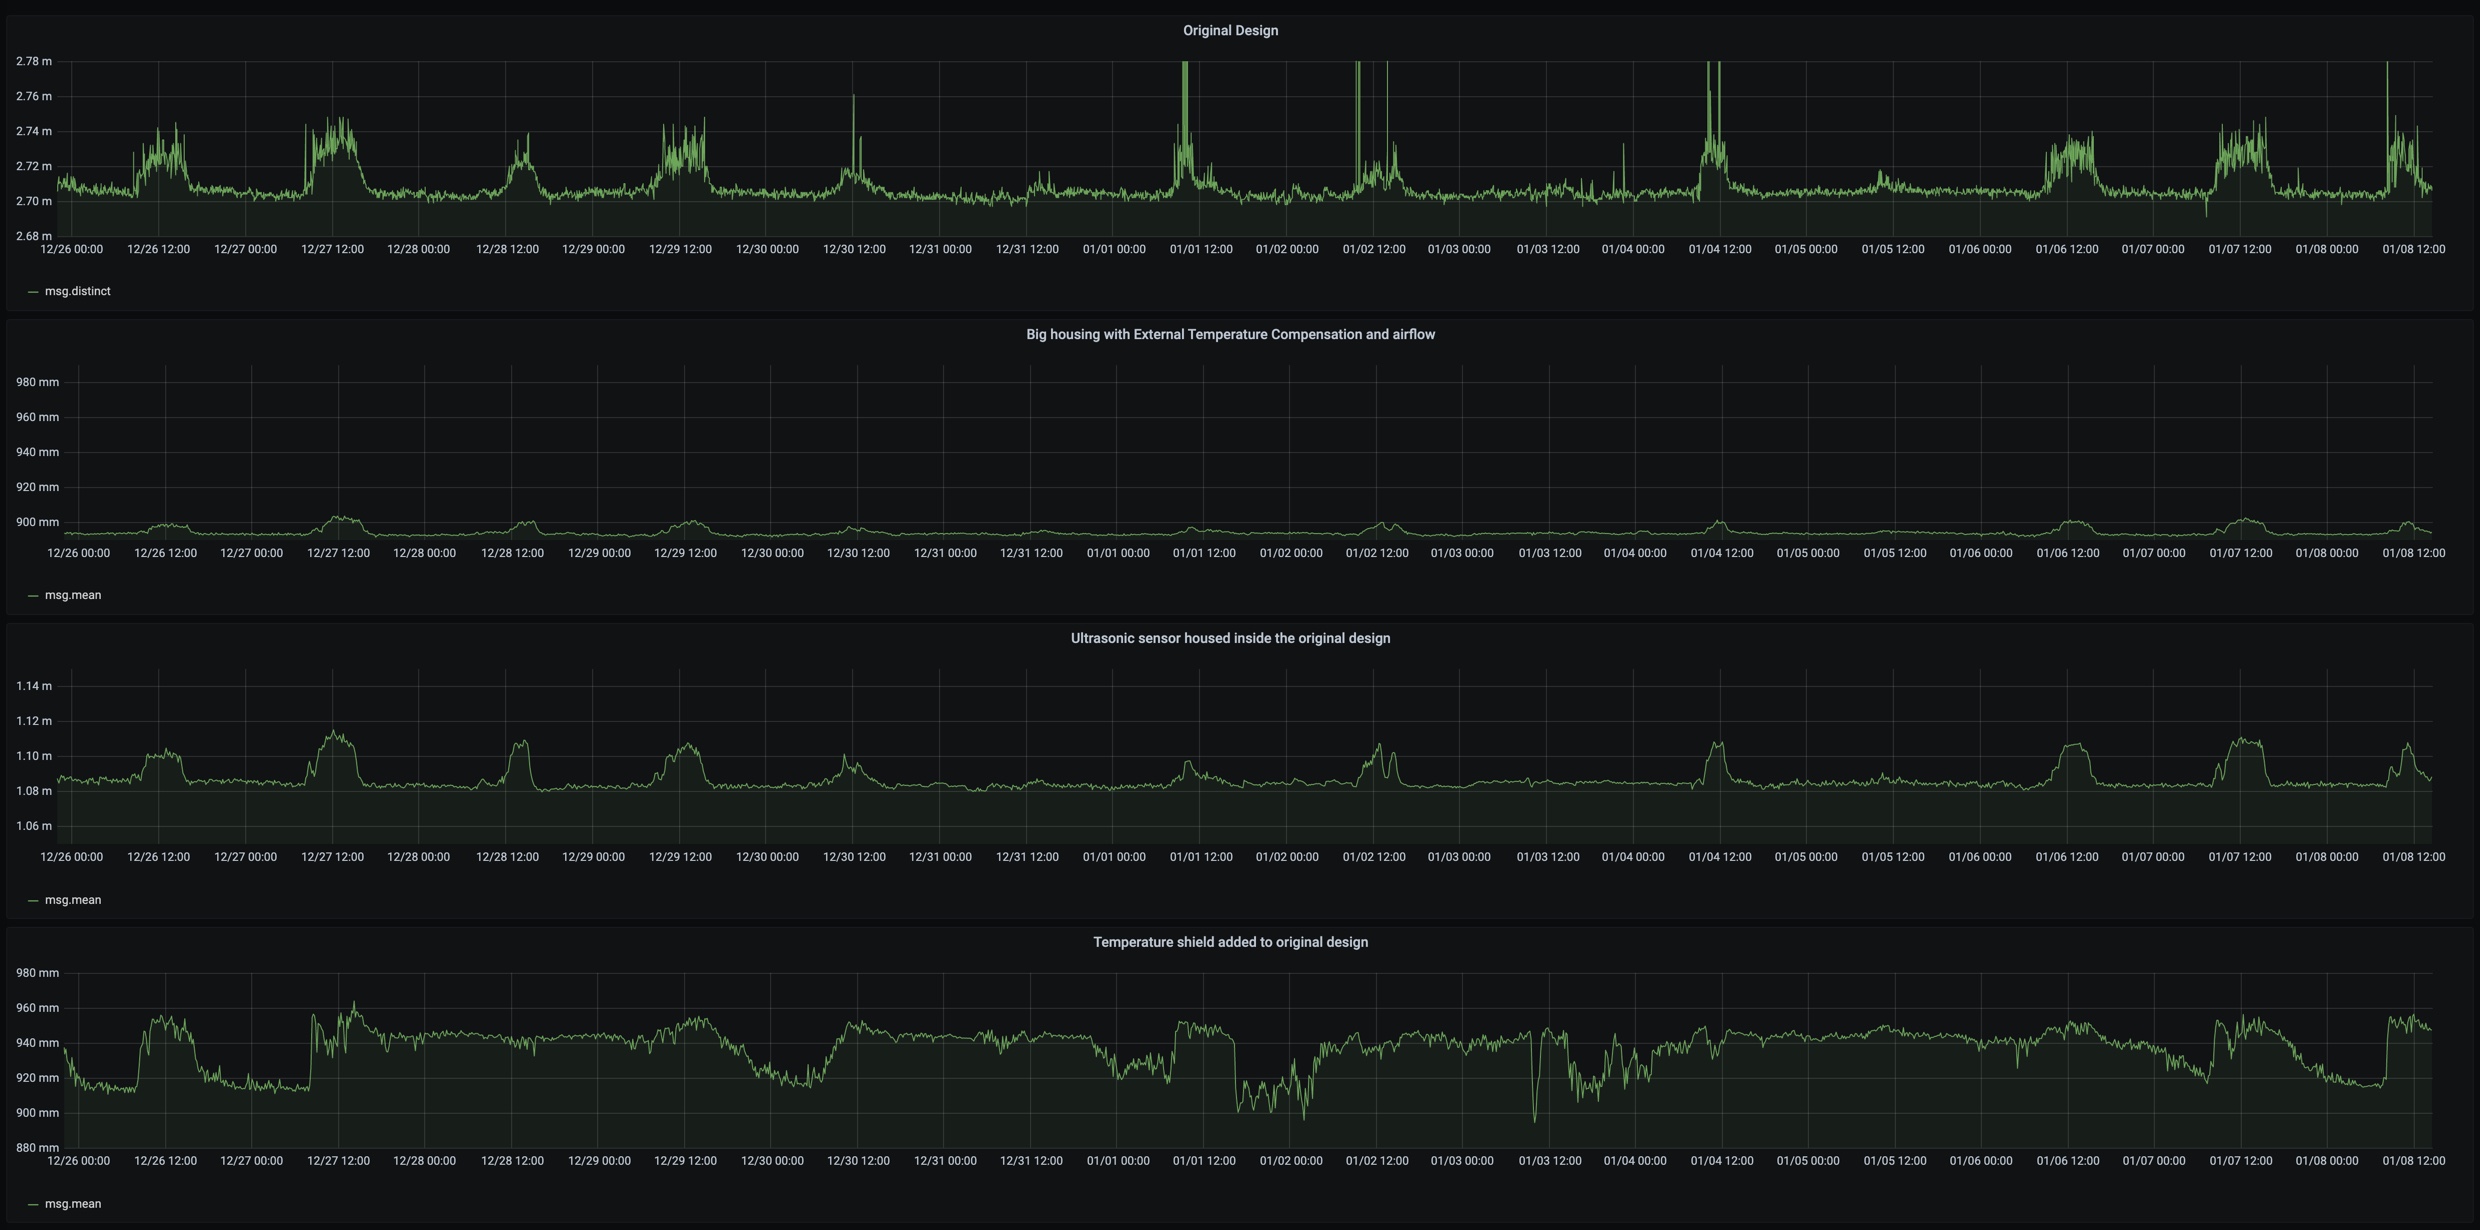 Original Design
2.78 m
2.76 m
2.74 m
2.72 m
2.70 m
2.68 m
12/26 00:00 12/26 12:00 12/27 00:00 12/27 12:00 12/28 00:00 12/28 12:00 12/29 00:00 12/29 12:00 12/30 00:00 12/30 12:00 12/31 00:00 12/31 12:00 01/01 00:00 01/01 12:00 01/02 00:00 01/02 12:00 01/03 00:00 01/03 12:00 01/04 00:00 01/04 12:00 01/05 00:00 01/05 12:00 01/06 00:00 01/06 12:00 01/07 00:00 01/07 12:00 01/08 00:00 01/08 12:00
msg.distinct
Big housing with External Temperature Compensation and airflow
980 mm
960 mm
940 mm
920 mm
900 mm
12/26 00:00 12/26 12:00 12/27 00:00 12/27 12:00 12/28 00:00 12/28 12:00 12/29 00:00 12/29 12:00 12/30 00:00 12/30 12:00 12/31 00:00 12/31 12:00 01/01 00:00 01/01 12:00 01/02 00:00 01/02 12:00 01/03 00:00 01/03 12:00 01/04 00:00 01/04 12:00 01/05 00:00 01/05 12:00 01/06 00:00 01/06 12:00 01/07 00:00 01/07 12:00 01/08 00:00 01/08 12:00
msg.mean
Ultrasonic sensor housed inside the original design
1.14 m
1.12 m
1.10 m
1.08 m
1.06 m
12/26 00:00 12/26 12:00 12/27 00:00 12/27 12:00 12/28 00:00 12/28 12:00 12/29 00:00 12/29 12:00 12/30 00:00 12/30 12:00 12/31 00:00 12/31 12:00 01/01 00:00 01/01 12:00 01/02 00:00 01/02 12:00 01/03 00:00 01/03 12:00 01/04 00:00 01/04 12:00 01/05 00:00 01/05 12:00 01/06 00:00 01/06 12:00 01/07 00:00 01/07 12:00 01/08 00:00 01/08 12:00
msg.mean
Temperature shield added to original design
980 mm
960 mm
940 mm
920 mm
900 mm
880 mm
12/26 00:00 12/26 12:00 12/27 00:00 12/27 12:00 12/28 00:00 12/28 12:00 12/29 00:00 12/29 12:00 12/30 00:00 12/30 12:00 12/31 00:00 12/31 12:00 01/01 00:00 01/01 12:00 01/02 00:00 01/02 12:00 01/03 00:00 01/03 12:00 01/04 00:00 01/04 12:00 01/05 00:00 01/05 12:00 01/06 00:00 01/06 12:00 01/07 00:00 01/07 12:00 01/08 00:00 01/08 12:00
msg.mean